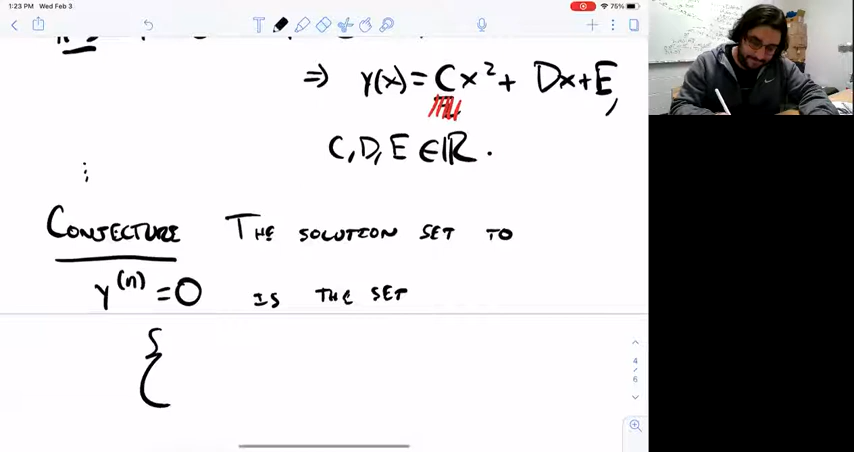 1:23 PM Wed Feb 3
75%
⇒ y(x) = Cx² + Dx + E,
C, D, E ∈ ℝ.
⋮
CONJECTURE THE SOLUTION SET TO
y⁽ⁿ⁾ = 0 IS THE SET
{
4
/
6